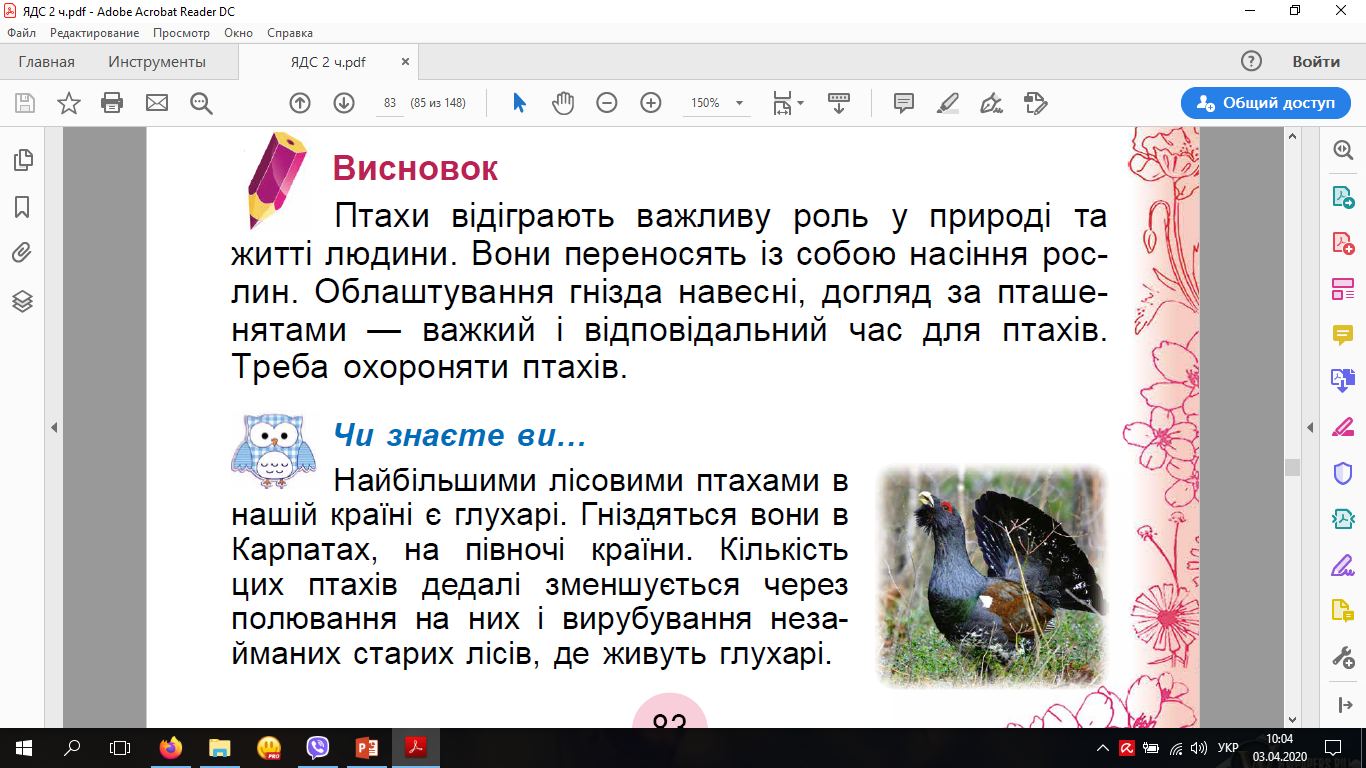 ЯДС 2 ч.pdf - Adobe Acrobat Reader DC
Файл Редактирование Просмотр Окно Справка
Главная Инструменты ЯДС 2 ч.pdf × Войти
83 (85 из 148) 150% Общий доступ
Висновок
Птахи відіграють важливу роль у природі та
житті людини. Вони переносять із собою насіння рос-
лин. Облаштування гнізда навесні, догляд за пташе-
нятами — важкий і відповідальний час для птахів.
Треба охороняти птахів.
Чи знаєте ви...
Найбільшими лісовими птахами в
нашій країні є глухарі. Гніздяться вони в
Карпатах, на півночі країни. Кількість
цих птахів дедалі зменшується через
полювання на них і вирубування неза-
йманих старих лісів, де живуть глухарі.
83
PRO
УКР
10:04
03.04.2020